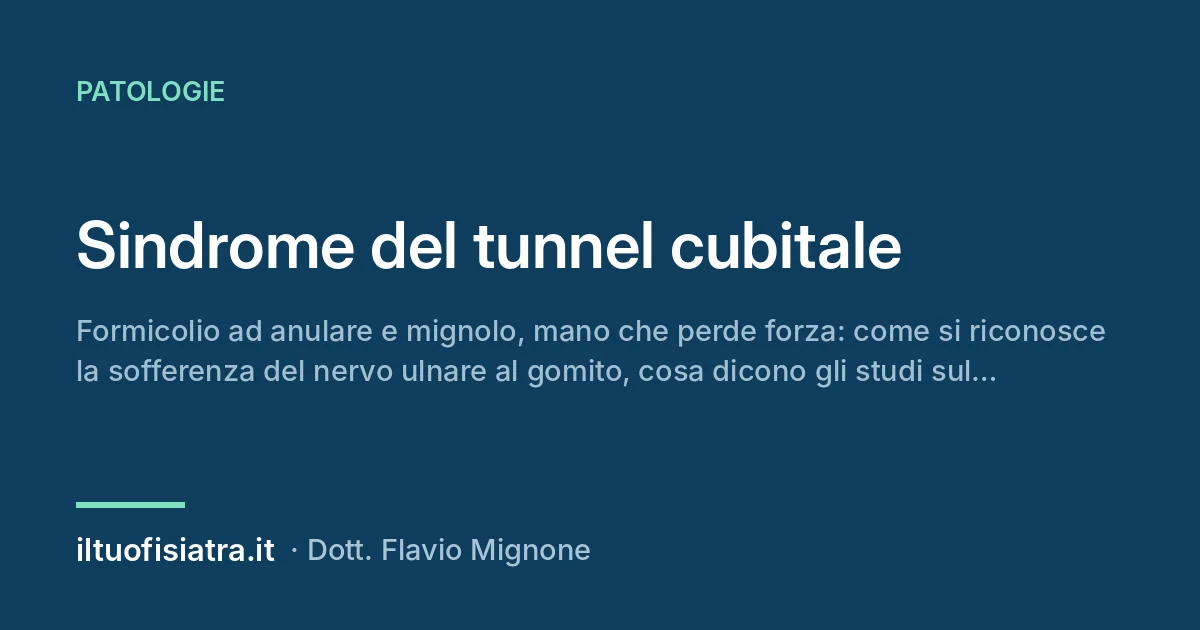 PATOLOGIE
Sindrome del tunnel cubitale
Formicolio ad anulare e mignolo, mano che perde forza: come si riconosce
la sofferenza del nervo ulnare al gomito, cosa dicono gli studi sul...
iltuofisiatra.it · Dott. Flavio Mignone